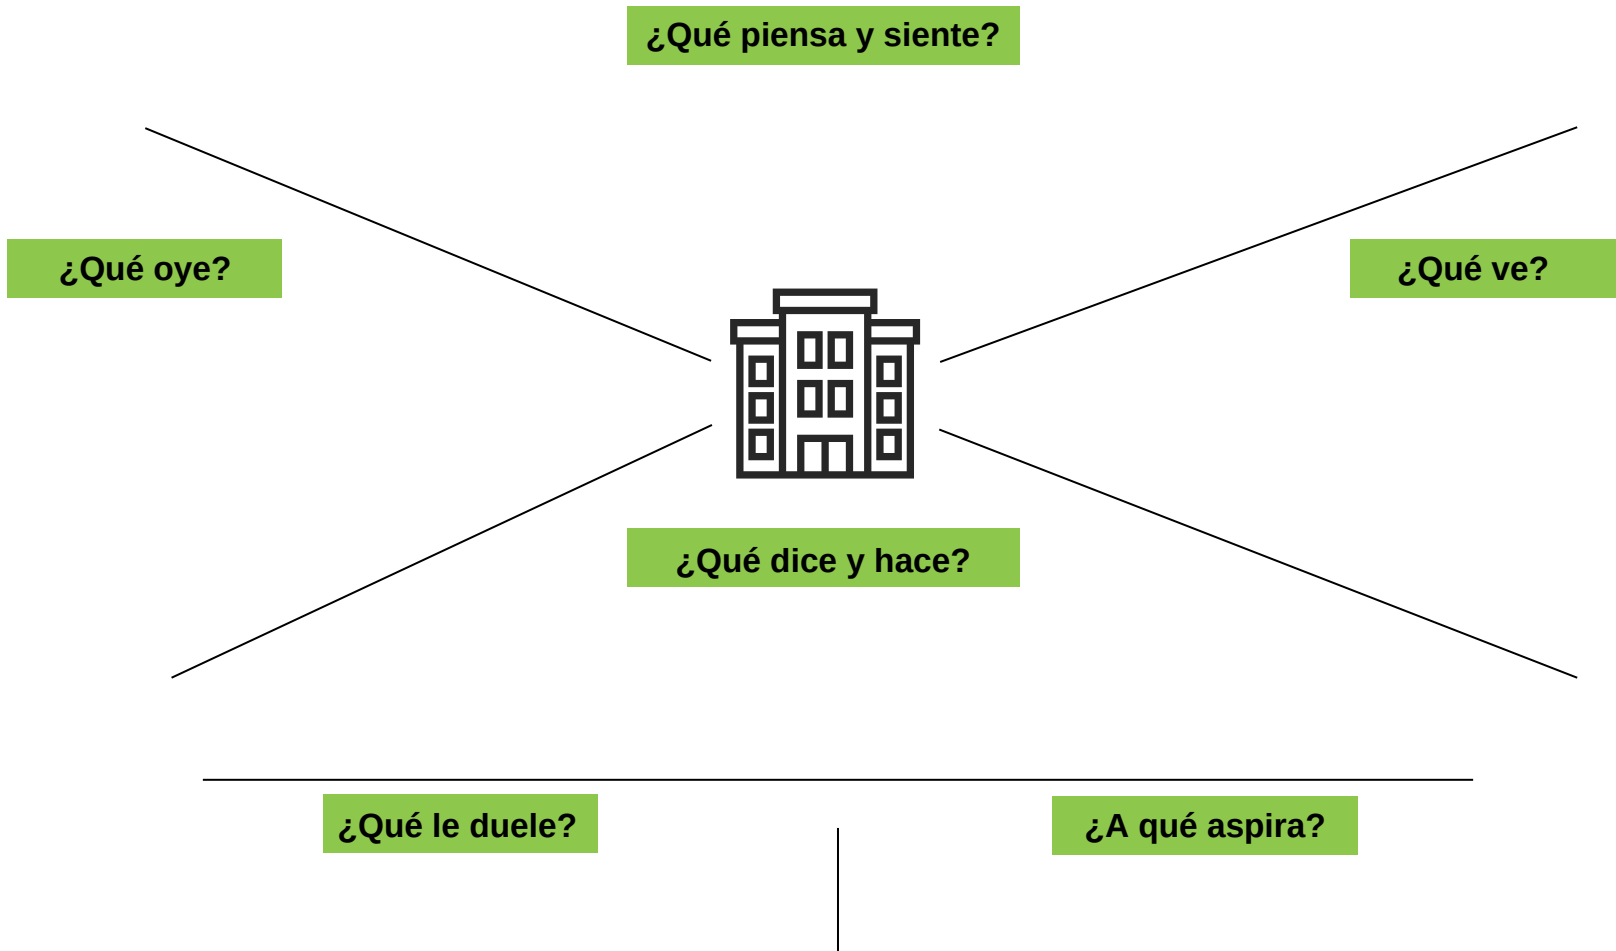 ¿Qué piensa y siente?
¿Qué oye?
¿Qué ve?
¿Qué dice y hace?
¿Qué le duele?
¿A qué aspira?